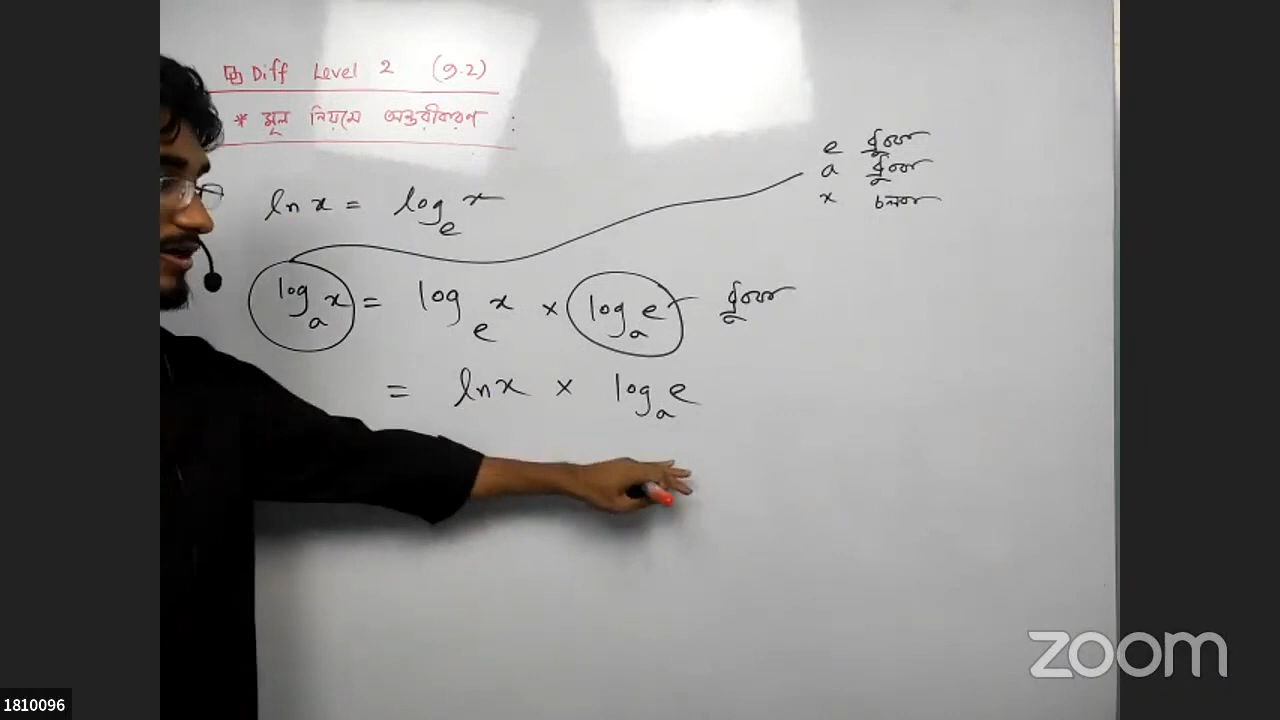 Diff Level 2 (9.2)
* মূল নিয়মে অন্তরীকরণ :
e ধ্রুবক
a ধ্রুবক
x চলক
ln x = log_e x
log_a x = log_e x × log_a e ধ্রুবক
= ln x × log_a e
zoom
1810096